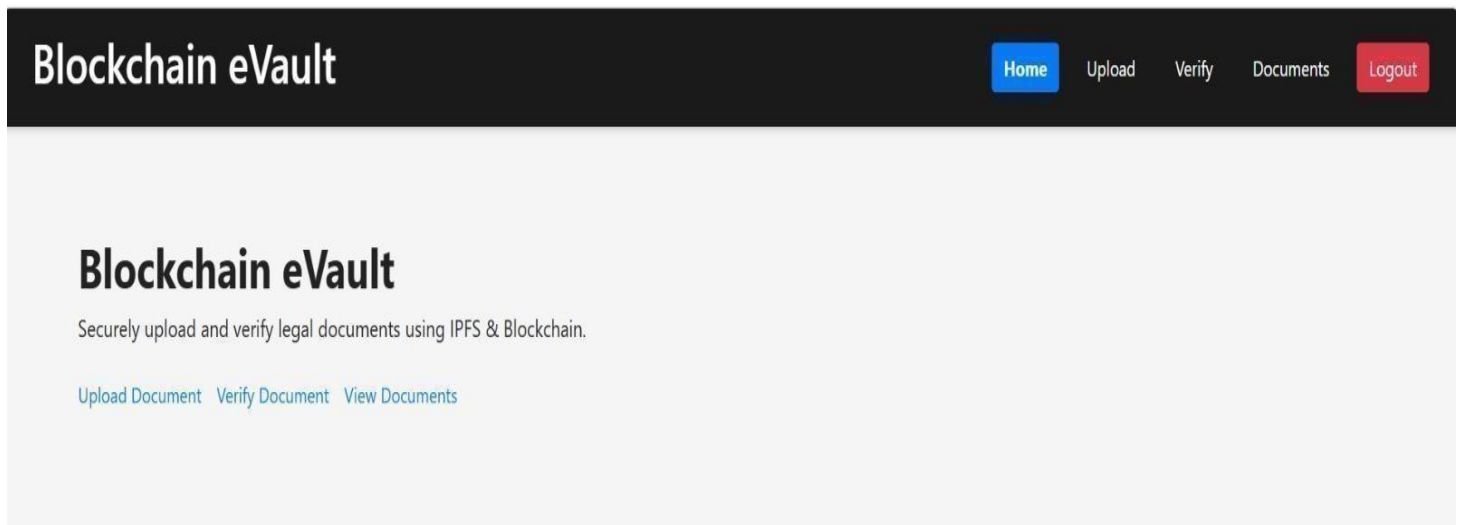 Blockchain eVault
Home Upload Verify Documents Logout
Blockchain eVault
Securely upload and verify legal documents using IPFS & Blockchain.
Upload Document Verify Document View Documents